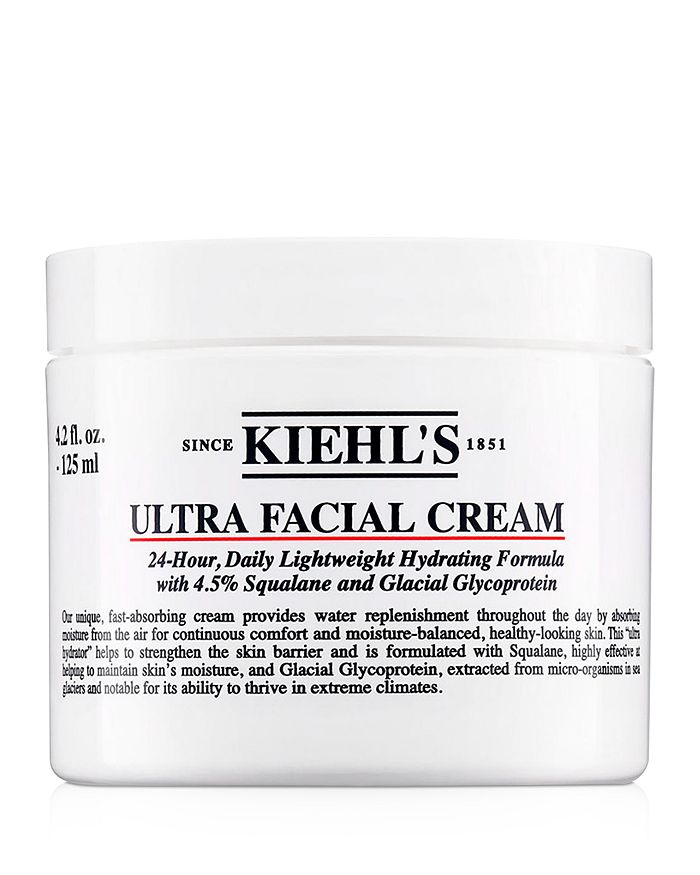 4.2 fl. oz.
- 125 ml
SINCE KIEHL'S 1851
ULTRA FACIAL CREAM
24-Hour, Daily Lightweight Hydrating Formula
with 4.5% Squalane and Glacial Glycoprotein
Our unique, fast-absorbing cream provides water replenishment throughout the day by absorbing
moisture from the air for continuous comfort and moisture-balanced, healthy-looking skin. This “ultra
hydrator” helps to strengthen the skin barrier and is formulated with Squalane, highly effective at
helping to maintain skin’s moisture, and Glacial Glycoprotein, extracted from micro-organisms in sea
glaciers and notable for its ability to thrive in extreme climates.